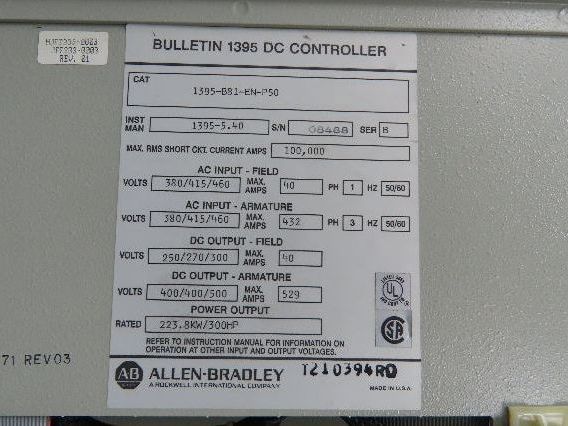 REV. 01
BULLETIN 1395 DC CONTROLLER
CAT
1395-B81-EN-P50
INST MAN 1395-5.40 S/N 08488 SER B
MAX. RMS SHORT CKT. CURRENT AMPS 100,000
AC INPUT - FIELD
VOLTS 380/415/460 MAX. AMPS 40 PH 1 HZ 50/60
AC INPUT - ARMATURE
VOLTS 380/415/460 MAX. AMPS 432 PH 3 HZ 50/60
DC OUTPUT - FIELD
VOLTS 250/270/300 MAX. AMPS 40
DC OUTPUT - ARMATURE
VOLTS 400/400/500 MAX. AMPS 529
POWER OUTPUT
RATED 223.8KW/300HP
REFER TO INSTRUCTION MANUAL FOR INFORMATION ON
OPERATION AT OTHER INPUT AND OUTPUT VOLTAGES.
UL
SA
71 REV03
AB ALLEN-BRADLEY
A ROCKWELL INTERNATIONAL COMPANY
T210394RD
MADE IN U.S.A.